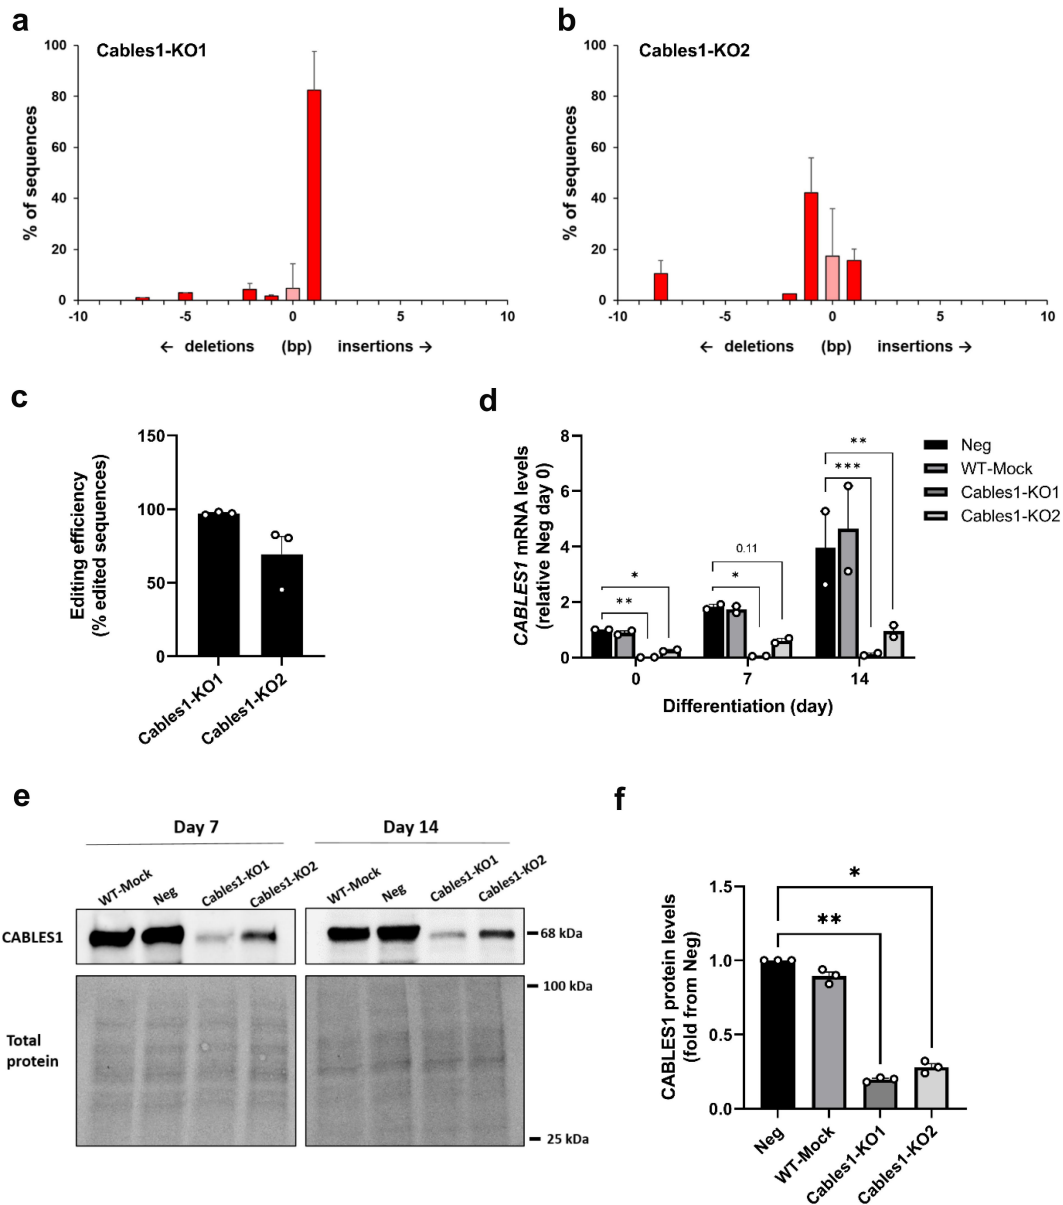 a
Cables1-KO1
% of sequences
100
80
60
40
20
0
-10 -5 0 5 10
← deletions (bp) insertions →
b
Cables1-KO2
% of sequences
100
80
60
40
20
0
-10 -5 0 5 10
← deletions (bp) insertions →
c
Editing efficiency
(% edited sequences)
150
100
50
0
Cables1-KO1
Cables1-KO2
d
CABLES1 mRNA levels
(relative Neg day 0)
8
6
4
2
0
**
*
*
0.11
***
**
0 7 14
Differentiation (day)
Neg
WT-Mock
Cables1-KO1
Cables1-KO2
e
Day 7 Day 14
WT-Mock Neg Cables1-KO1 Cables1-KO2 WT-Mock Neg Cables1-KO1 Cables1-KO2
CABLES1
68 kDa
100 kDa
Total
protein
25 kDa
f
CABLES1 protein levels
(fold from Neg)
1.5
1.0
0.5
0.0
*
**
Neg
WT-Mock
Cables1-KO1
Cables1-KO2